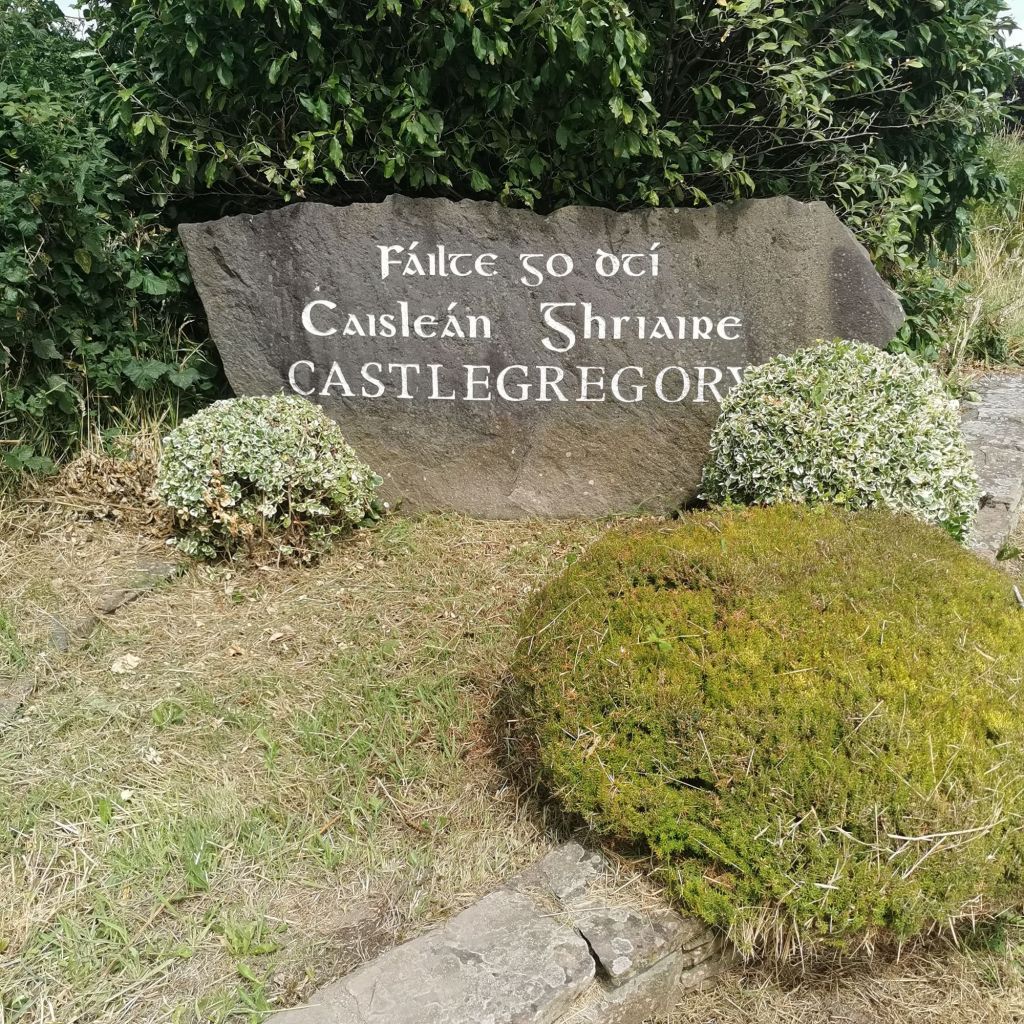 Fáilte go dtí
Caisleán Ghriaire
CASTLEGREGORY